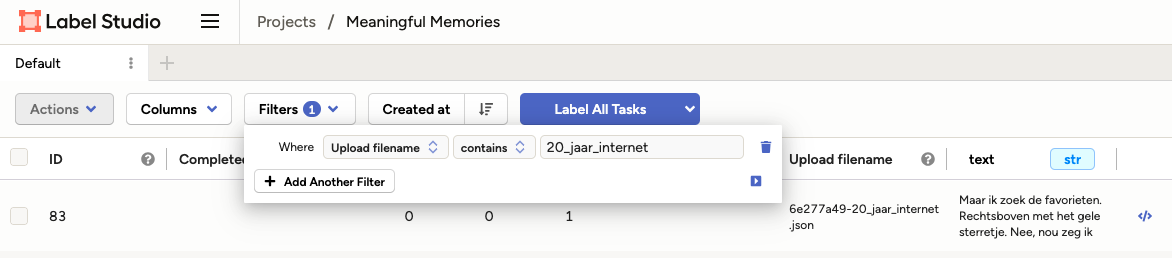 Label Studio
Projects / Meaningful Memories
Default
Actions
Columns
Filters 1
Created at
Label All Tasks
Where Upload filename contains 20_jaar_internet
+ Add Another Filter
ID ? Complete Upload filename ? text str
83 0 0 1
6e277a49-20_jaar_internet
.json
Maar ik zoek de favorieten.
Rechtsboven met het gele
sterretje. Nee, nou zeg ik